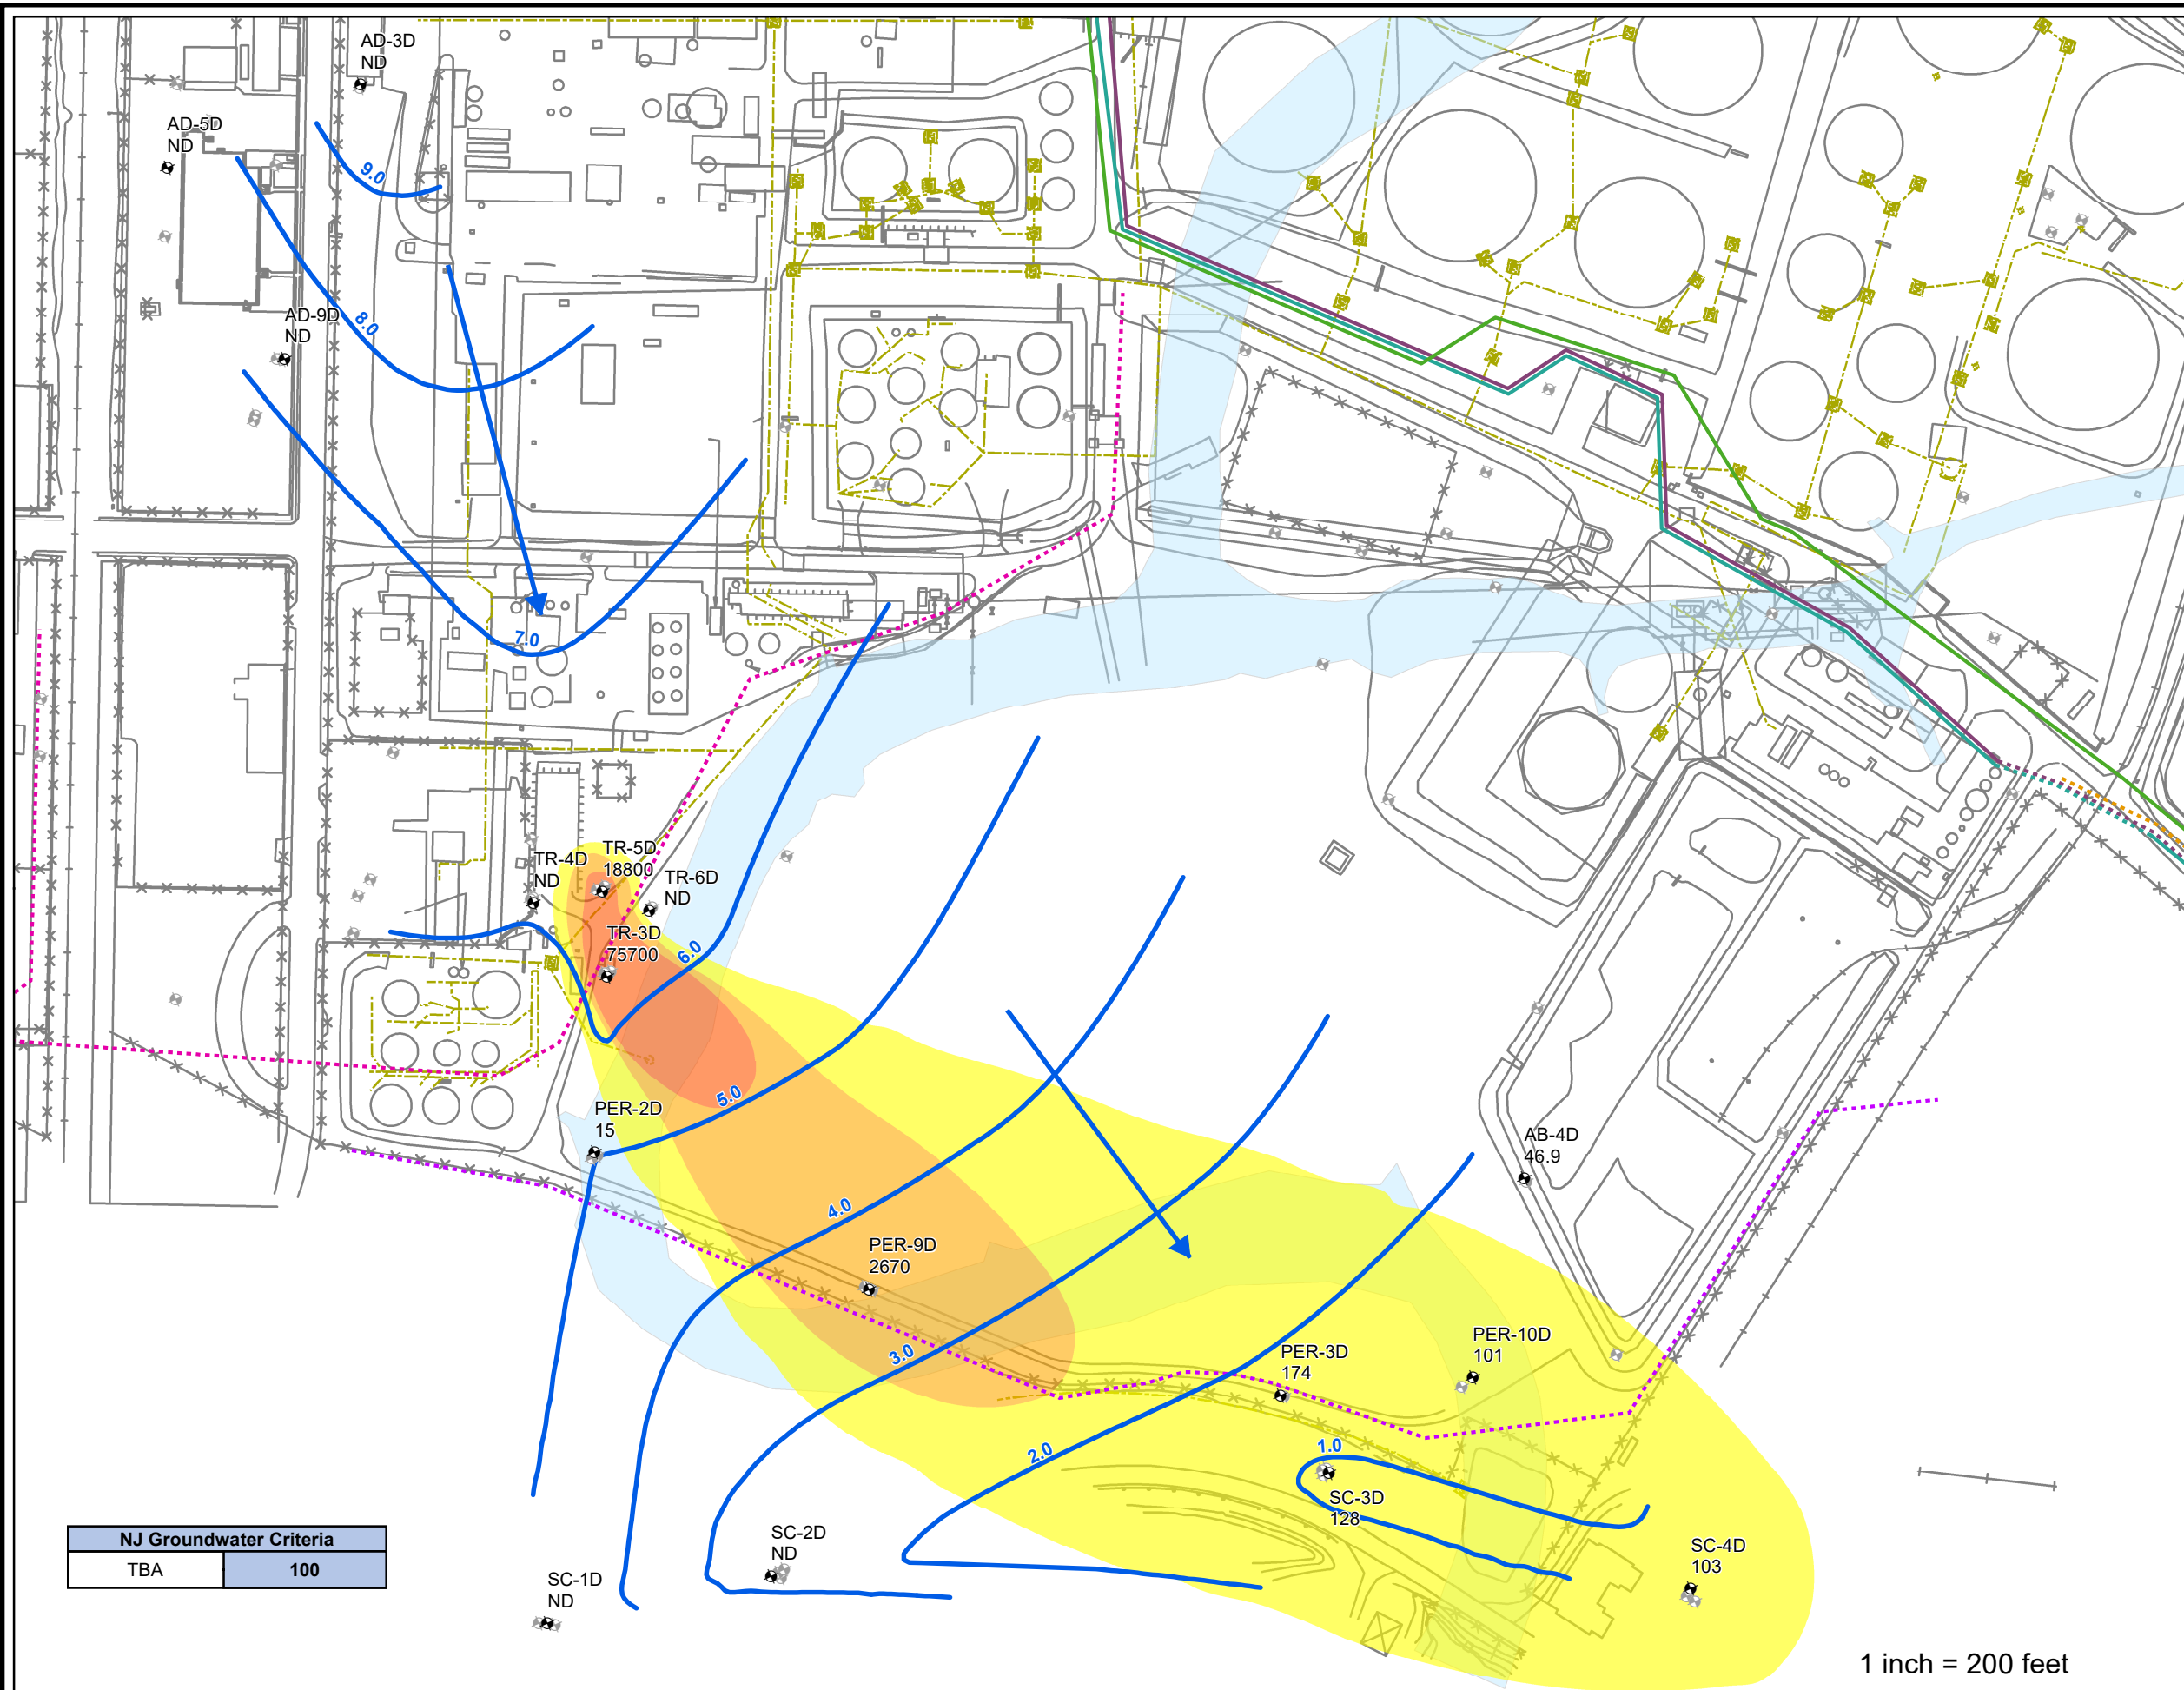 AD-3D
ND
AD-5D
ND
9.0
AD-9D
ND
8.0
7.0
TR-5D
18800
TR-4D
ND
TR-6D
ND
TR-3D
75700
6.0
5.0
PER-2D
15
AB-4D
46.9
4.0
PER-9D
2670
3.0
PER-10D
101
PER-3D
174
2.0
1.0
SC-3D
128
SC-2D
ND
SC-4D
103
SC-1D
ND
NJ Groundwater Criteria
TBA 100
1 inch = 200 feet